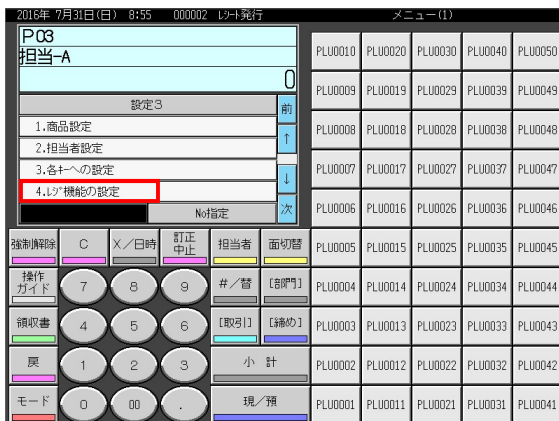 2016年 7月31日(日) 8:55 000002 ﾚｼｰﾄ発行 メニュー(1)
P03
担当-A
0
設定3
前
1.商品設定
↑
2.担当者設定
3.各ｷｰへの設定
↓
4.ﾚｼﾞ機能の設定
No指定
次
強制解除 C ×／日時 訂正中止 担当者 面切替
操作ガイド 7 8 9 #／替 [部門]
領収書 4 5 6 [取引] [締め]
戻 1 2 3 小 計
モード 0 00 . 現／預
PLU0010 PLU0020 PLU0030 PLU0040 PLU0050
PLU0009 PLU0019 PLU0029 PLU0039 PLU0049
PLU0008 PLU0018 PLU0028 PLU0038 PLU0048
PLU0007 PLU0017 PLU0027 PLU0037 PLU0047
PLU0006 PLU0016 PLU0026 PLU0036 PLU0046
PLU0005 PLU0015 PLU0025 PLU0035 PLU0045
PLU0004 PLU0014 PLU0024 PLU0034 PLU0044
PLU0003 PLU0013 PLU0023 PLU0033 PLU0043
PLU0002 PLU0012 PLU0022 PLU0032 PLU0042
PLU0001 PLU0011 PLU0021 PLU0031 PLU0041